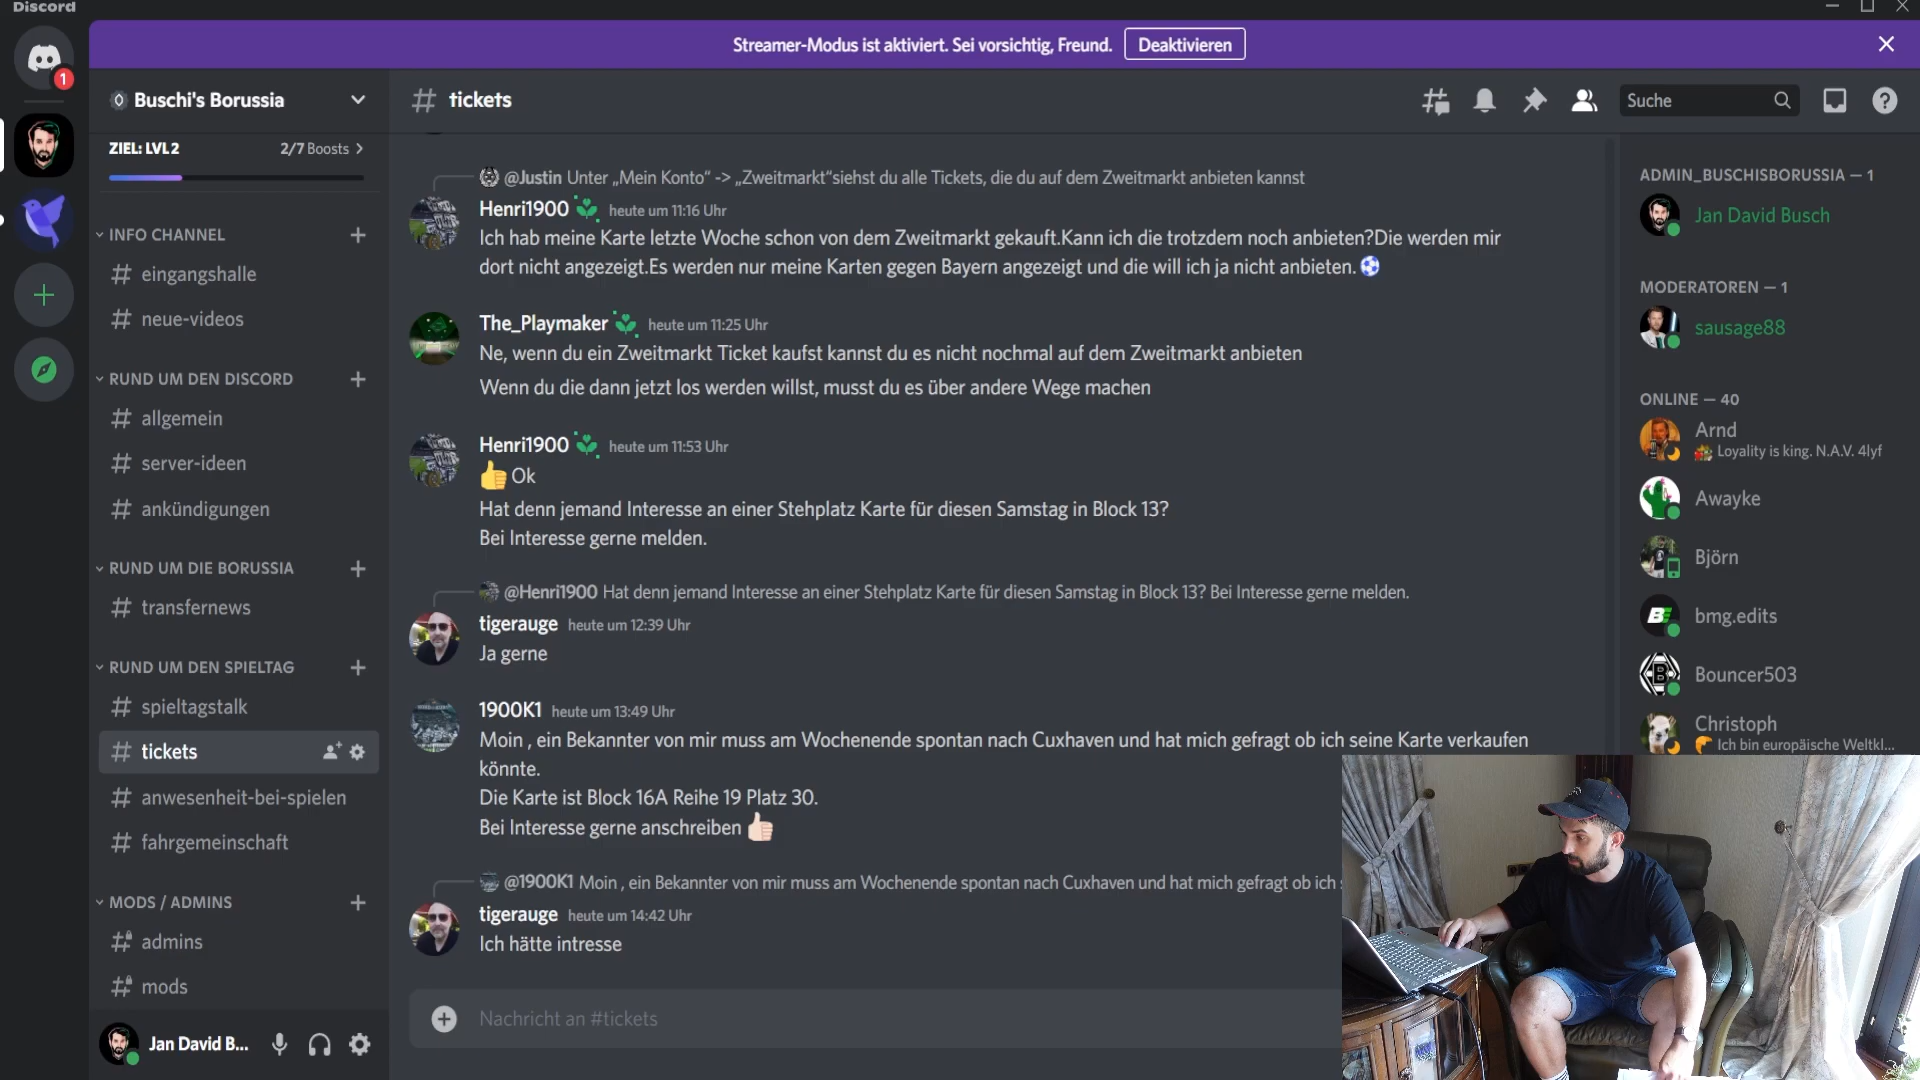 Discord
Streamer-Modus ist aktiviert. Sei vorsichtig, Freund.
Deaktivieren
1
Buschi's Borussia
ZIEL: LVL 2
2/7 Boosts
INFO CHANNEL
eingangshalle
neue-videos
RUND UM DEN DISCORD
allgemein
server-ideen
ankündigungen
RUND UM DIE BORUSSIA
transfernews
RUND UM DEN SPIELTAG
spieltagstalk
tickets
anwesenheit-bei-spielen
fahrgemeinschaft
MODS / ADMINS
admins
mods
Jan David B...
tickets
Suche
@Justin Unter „Mein Konto“ -> „Zweitmarkt“siehst du alle Tickets, die du auf dem Zweitmarkt anbieten kannst
Henri1900 heute um 11:16 Uhr
Ich hab meine Karte letzte Woche schon von dem Zweitmarkt gekauft.Kann ich die trotzdem noch anbieten?Die werden mir
dort nicht angezeigt.Es werden nur meine Karten gegen Bayern angezeigt und die will ich ja nicht anbieten.
The_Playmaker heute um 11:25 Uhr
Ne, wenn du ein Zweitmarkt Ticket kaufst kannst du es nicht nochmal auf dem Zweitmarkt anbieten
Wenn du die dann jetzt los werden willst, musst du es über andere Wege machen
Henri1900 heute um 11:53 Uhr
👍 Ok
Hat denn jemand Interesse an einer Stehplatz Karte für diesen Samstag in Block 13?
Bei Interesse gerne melden.
@Henri1900 Hat denn jemand Interesse an einer Stehplatz Karte für diesen Samstag in Block 13? Bei Interesse gerne melden.
tigerauge heute um 12:39 Uhr
Ja gerne
1900K1 heute um 13:49 Uhr
Moin , ein Bekannter von mir muss am Wochenende spontan nach Cuxhaven und hat mich gefragt ob ich seine Karte verkaufen
könnte.
Die Karte ist Block 16A Reihe 19 Platz 30.
Bei Interesse gerne anschreiben 👍🏻
@1900K1 Moin , ein Bekannter von mir muss am Wochenende spontan nach Cuxhaven und hat mich gefragt ob ich
tigerauge heute um 14:42 Uhr
Ich hätte intresse
Nachricht an #tickets
ADMIN_BUSCHISBORUSSIA — 1
Jan David Busch
MODERATOREN — 1
sausage88
ONLINE — 40
Arnd
Loyality is king. N.A.V. 4lyf
Awayke
Björn
bmg.edits
Bouncer503
Christoph
Ich bin europäische Weltkl...